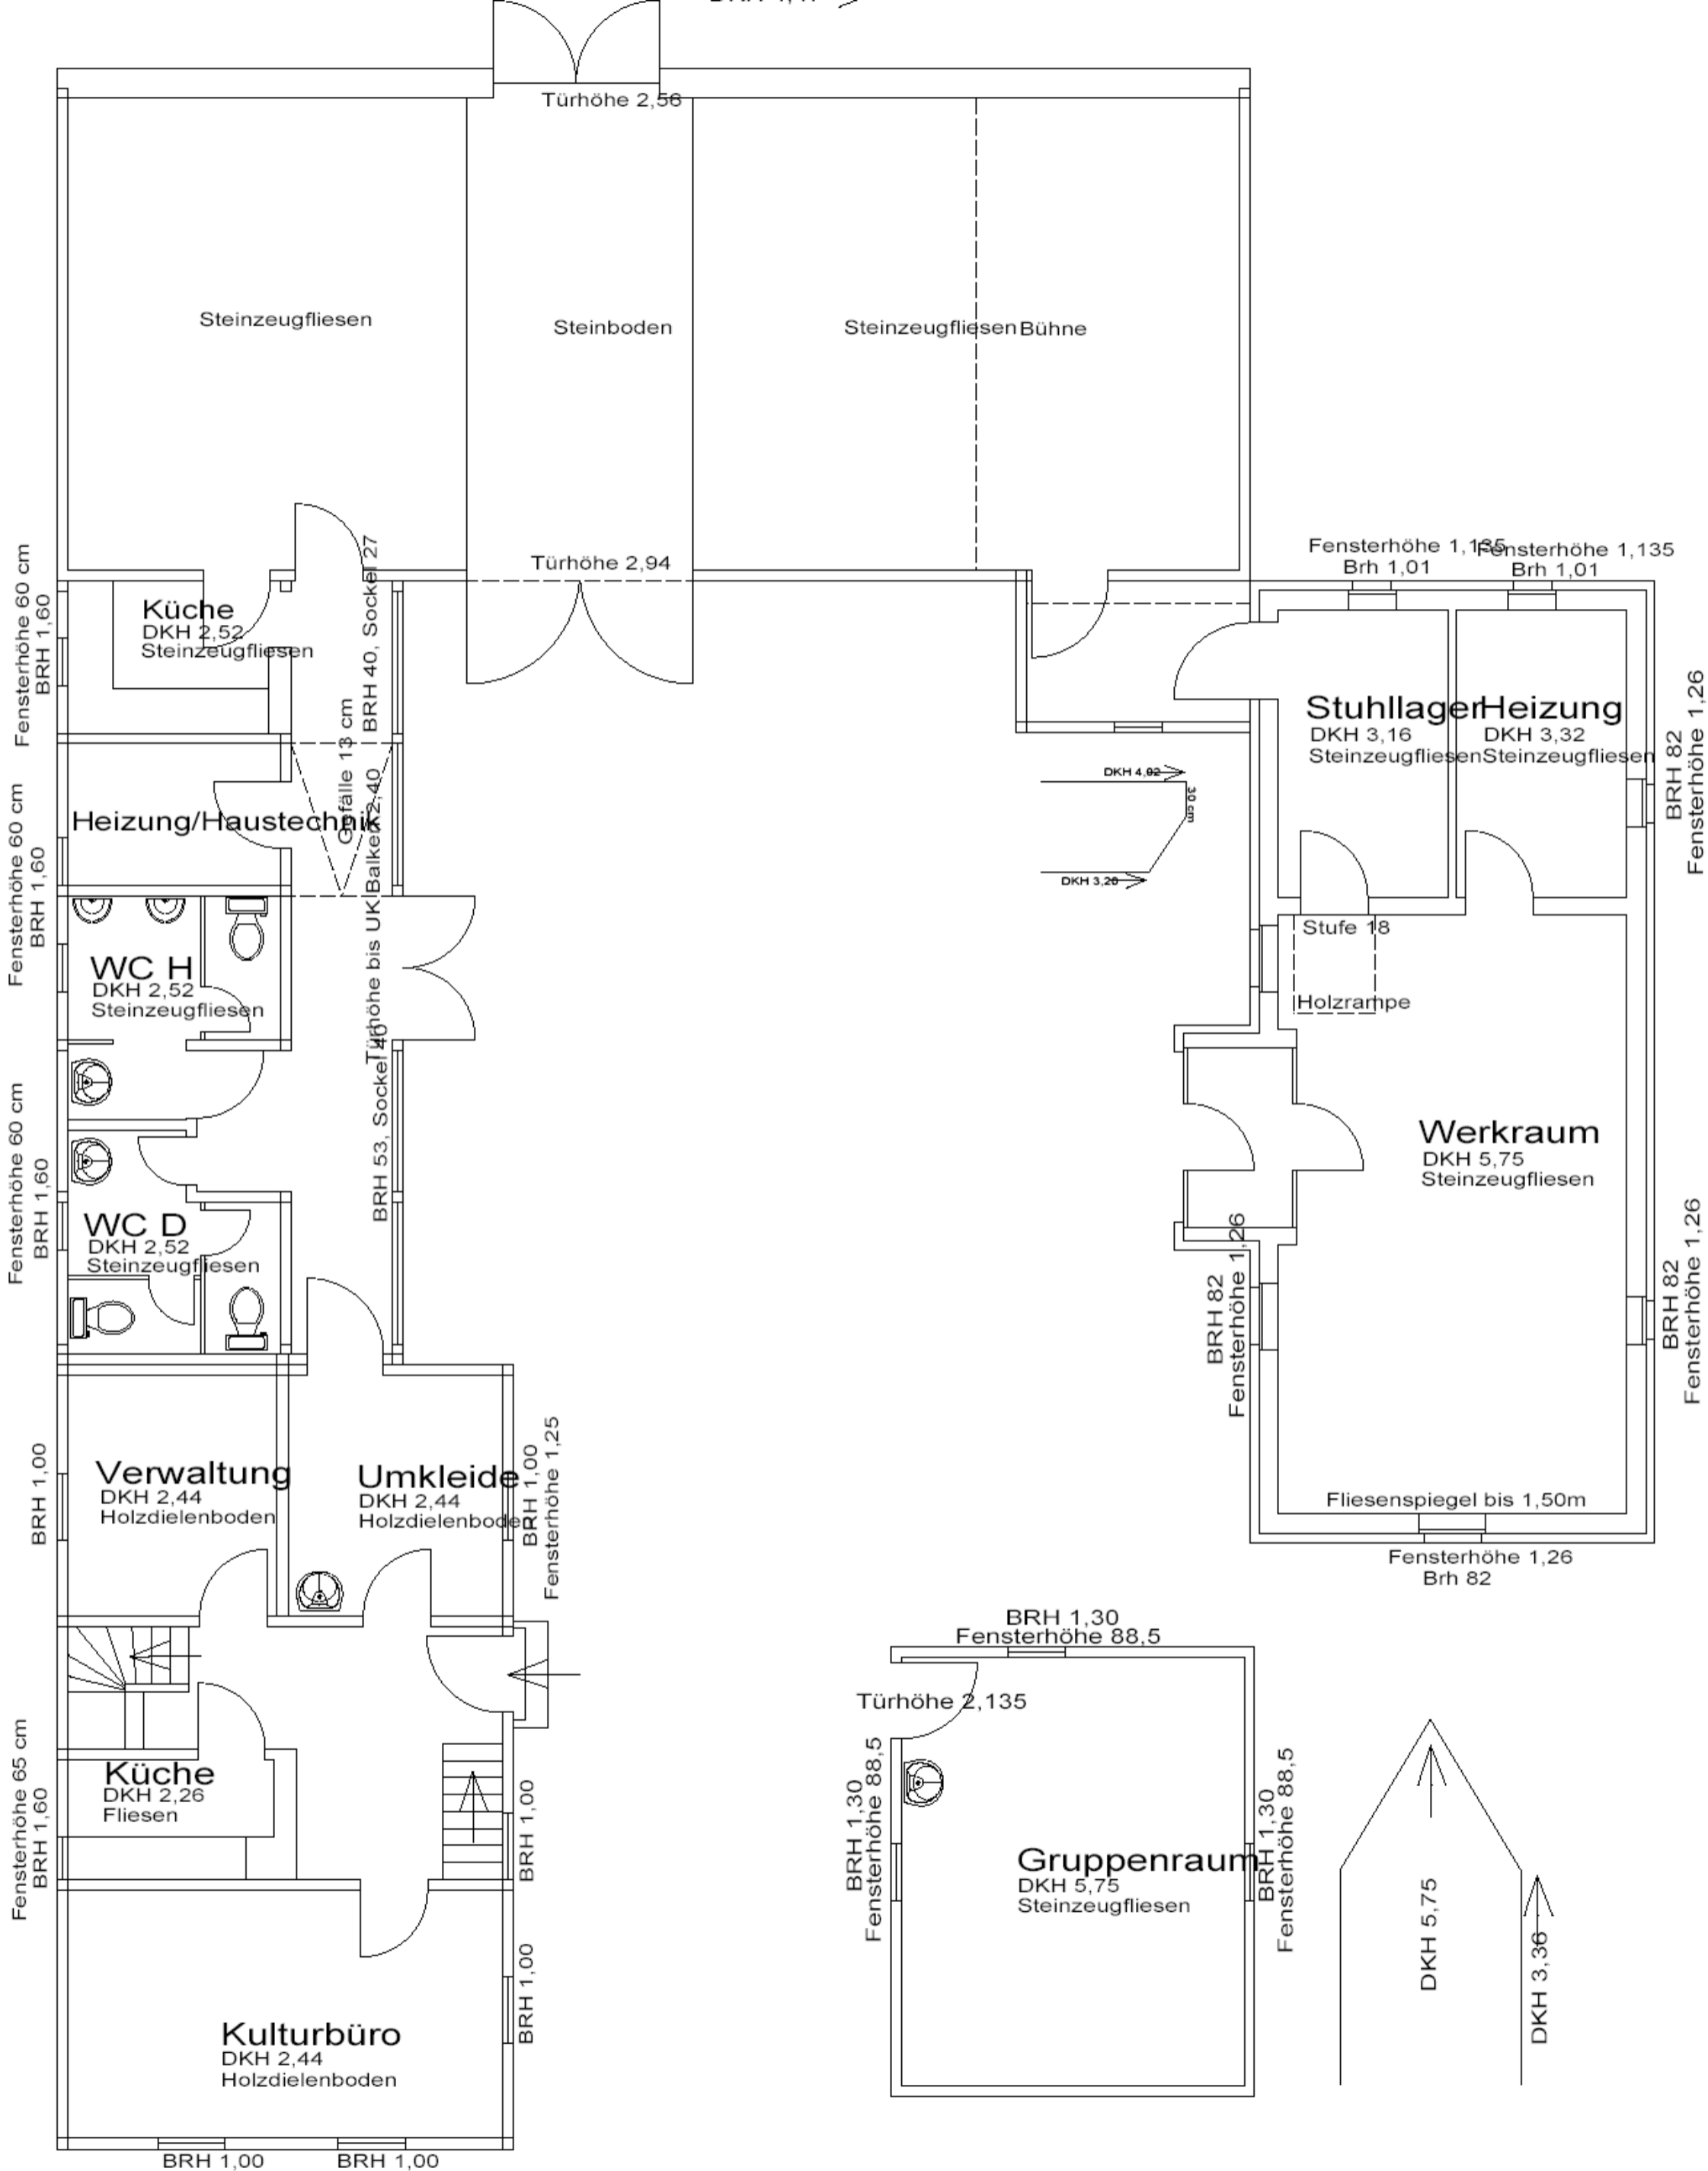 Türhöhe 2,56
Steinzeugfliesen
Steinboden
Steinzeugfliesen
Bühne
Türhöhe 2,94
Fensterhöhe 60 cm
BRH 1,60
Küche
DKH 2,52
Steinzeugfliesen
BRH 40, Sockel 27
Gefälle 13 cm
Fensterhöhe 1,135
Brh 1,01
Fensterhöhe 1,135
Brh 1,01
Stuhllager
DKH 3,16
Steinzeugfliesen
Heizung
DKH 3,32
Steinzeugfliesen
BRH 82
Fensterhöhe 1,26
DKH 4,02
30 cm
DKH 3,20
Fensterhöhe 60 cm
BRH 1,60
Heizung/Haustechnik
Türhöhe bis UK Balken 2,40
Stufe 18
Holzrampe
WC H
DKH 2,52
Steinzeugfliesen
BRH 53, Sockel 40
Fensterhöhe 60 cm
BRH 1,60
WC D
DKH 2,52
Steinzeugfliesen
Werkraum
DKH 5,75
Steinzeugfliesen
BRH 82
Fensterhöhe 1,26
BRH 82
Fensterhöhe 1,26
Fliesenspiegel bis 1,50m
Fensterhöhe 1,26
Brh 82
BRH 1,00
Verwaltung
DKH 2,44
Holzdielenboden
Umkleide
DKH 2,44
Holzdielenboden
BRH 1,00
Fensterhöhe 1,25
Fensterhöhe 65 cm
BRH 1,60
Küche
DKH 2,26
Fliesen
BRH 1,00
BRH 1,00
Kulturbüro
DKH 2,44
Holzdielenboden
BRH 1,00
BRH 1,00
BRH 1,30
Fensterhöhe 88,5
Türhöhe 2,135
BRH 1,30
Fensterhöhe 88,5
Gruppenraum
DKH 5,75
Steinzeugfliesen
BRH 1,30
Fensterhöhe 88,5
DKH 5,75
DKH 3,36